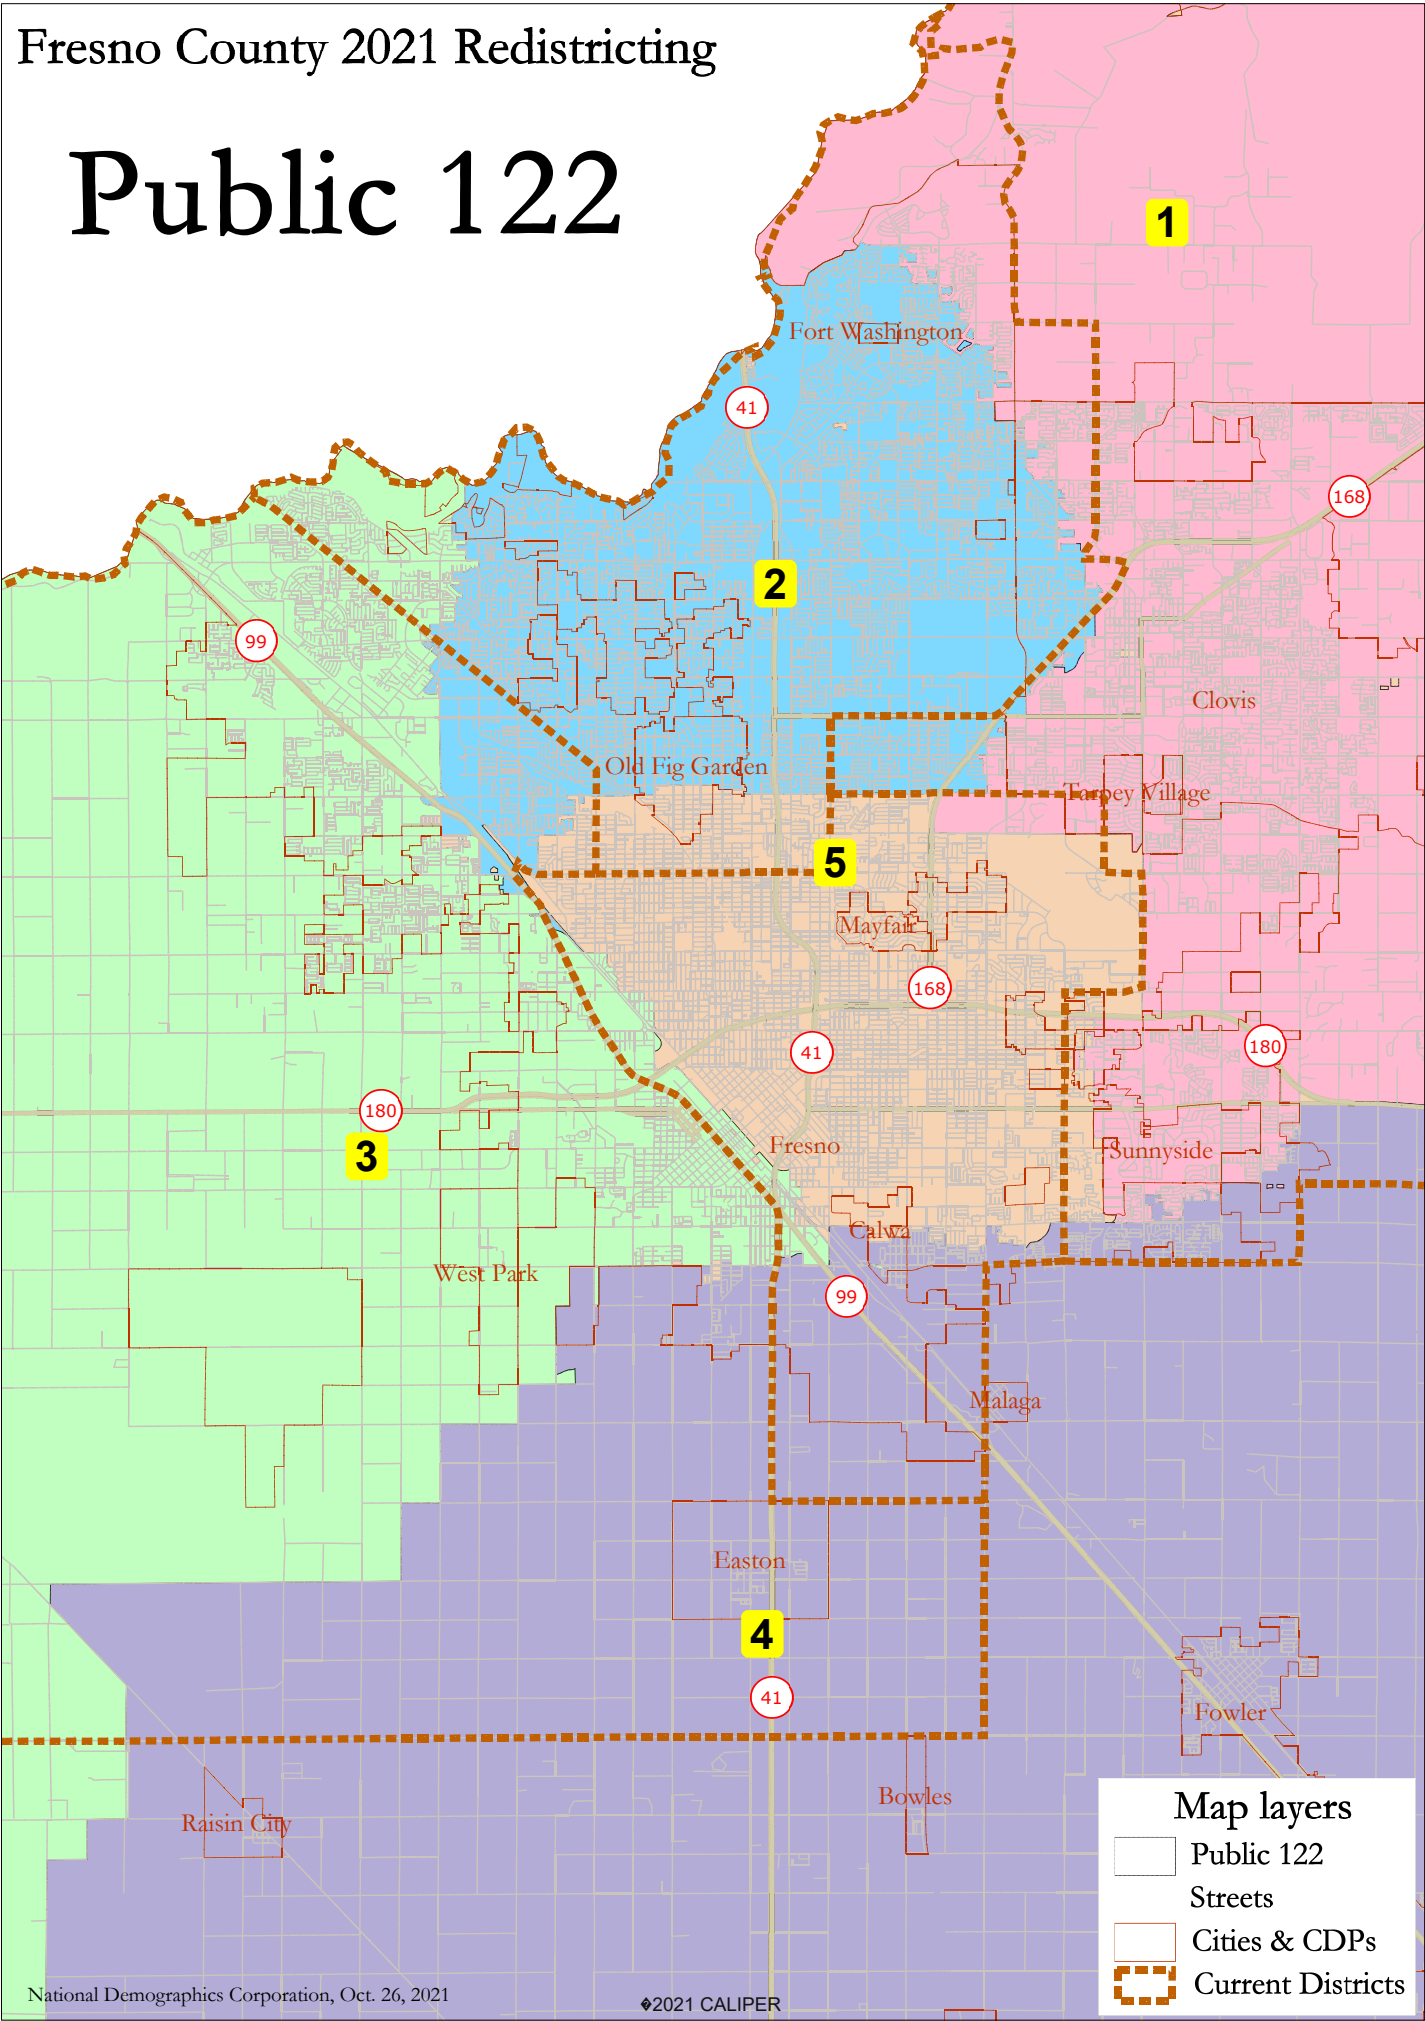 Fresno County 2021 Redistricting
Public 122
1
Fort Washington
41
168
2
99
Clovis
Old Fig Garden
Tarpey Village
5
Mayfair
168
41
180
180
3
Fresno
Sunnyside
Calwa
West Park
99
Malaga
Easton
4
41
Fowler
Bowles
Raisin City
Map layers
Public 122
Streets
Cities & CDPs
Current Districts
National Demographics Corporation, Oct. 26, 2021
�2021 CALIPER